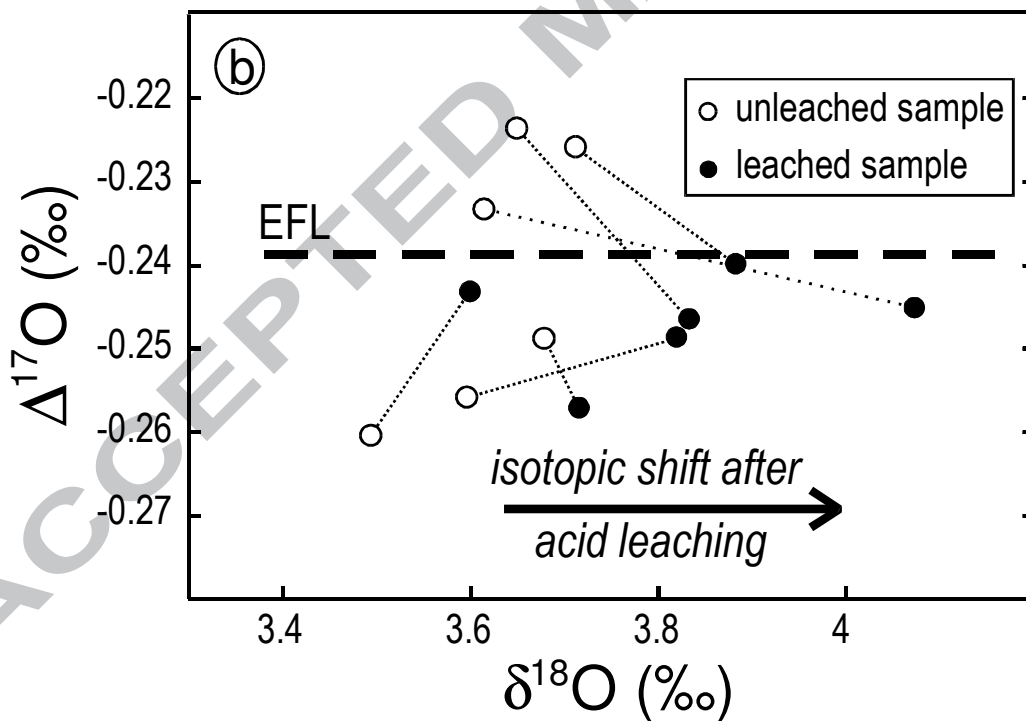 ACCEPTED M
b
unleached sample
leached sample
EFL
-0.22
-0.23
-0.24
-0.25
-0.26
-0.27
Δ¹⁷O (‰)
isotopic shift after
acid leaching
3.4 3.6 3.8 4
δ¹⁸O (‰)